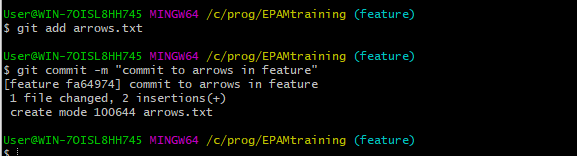 User@WIN-7OISL8HH745 MINGW64 /c/prog/EPAMtraining (feature)
$ git add arrows.txt
User@WIN-7OISL8HH745 MINGW64 /c/prog/EPAMtraining (feature)
$ git commit -m "commit to arrows in feature"
[feature fa64974] commit to arrows in feature
1 file changed, 2 insertions(+)
create mode 100644 arrows.txt
User@WIN-7OISL8HH745 MINGW64 /c/prog/EPAMtraining (feature)
$